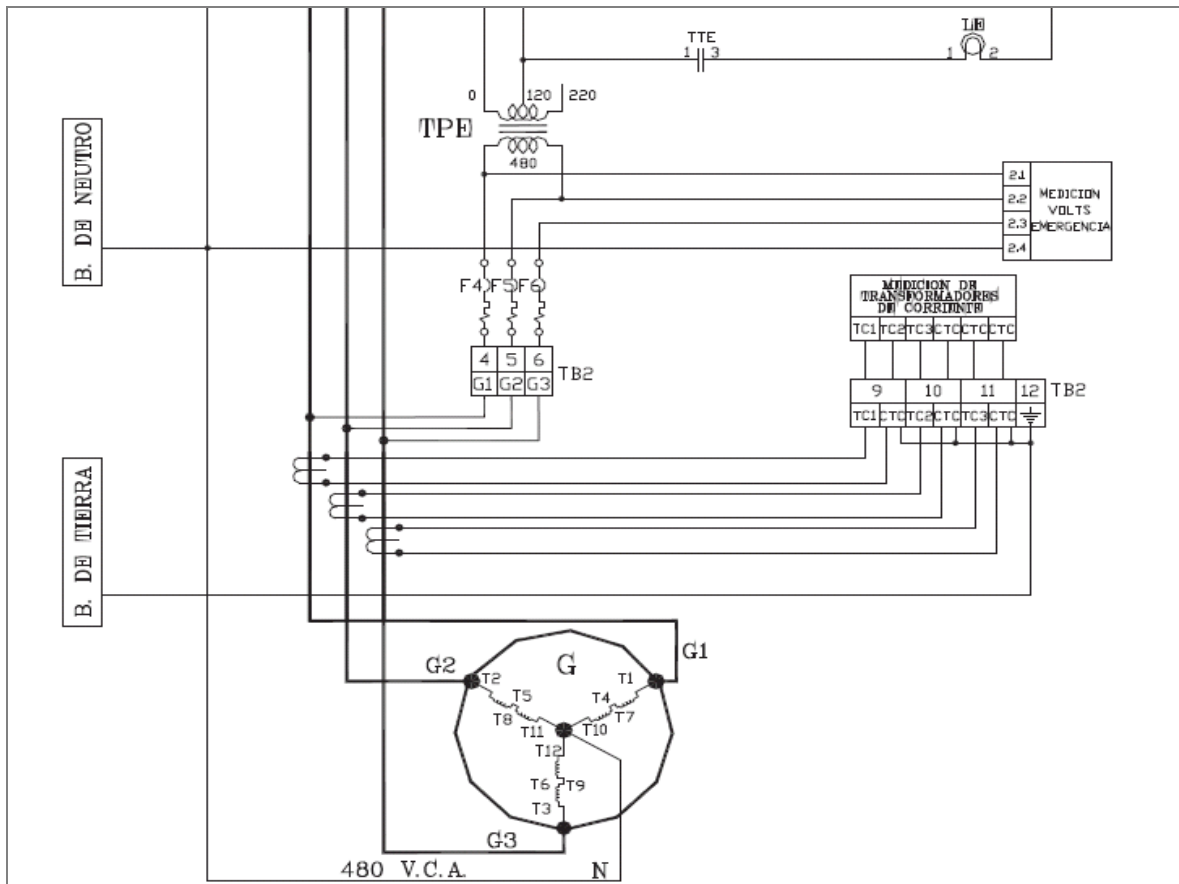 LE
TTE
1 3
1 2
0 120 220
TPE
480
B. DE NEUTRO
2.1
2.2
2.3
2.4
MEDICION
VOLTS
EMERGENCIA
F4 F5 F6
MEDICION DE
TRANSFORMADORES
DE CORRIENTE
TC1 TC2 TC3 CTC CTC CTC
4 5 6
G1 G2 G3
TB2
9 10 11 12
TB2
TC1 CTC TC2 CTC TC3 CTC
B. DE TIERRA
G1
G2
G
T2
T1
T5
T4
T8
T7
T11
T10
T12
T6 T9
T3
G3
480 V.C.A.
N